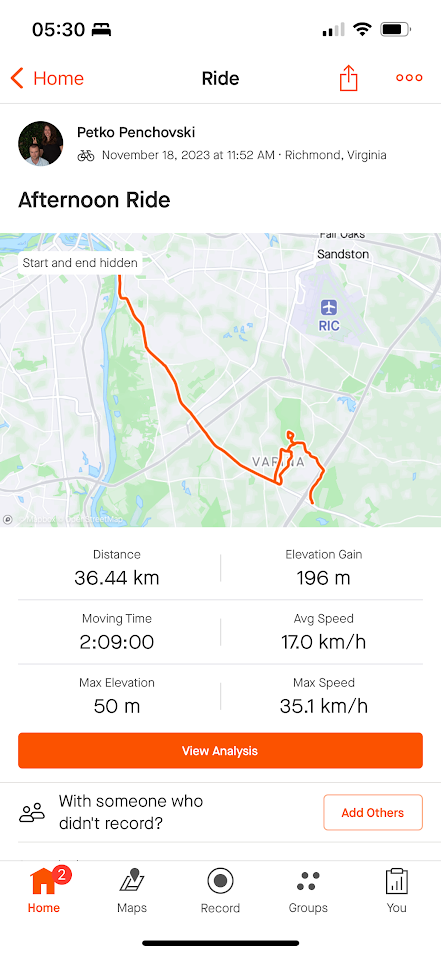 05:30
Home
Ride
Petko Penchovski
November 18, 2023 at 11:52 AM · Richmond, Virginia
Afternoon Ride
Start and end hidden
Fair Oaks
Sandston
RIC
VARINA
Distance
Elevation Gain
36.44 km
196 m
Moving Time
Avg Speed
2:09:00
17.0 km/h
Max Elevation
Max Speed
50 m
35.1 km/h
View Analysis
With someone who
didn't record?
Add Others
2
Home
Maps
Record
Groups
You